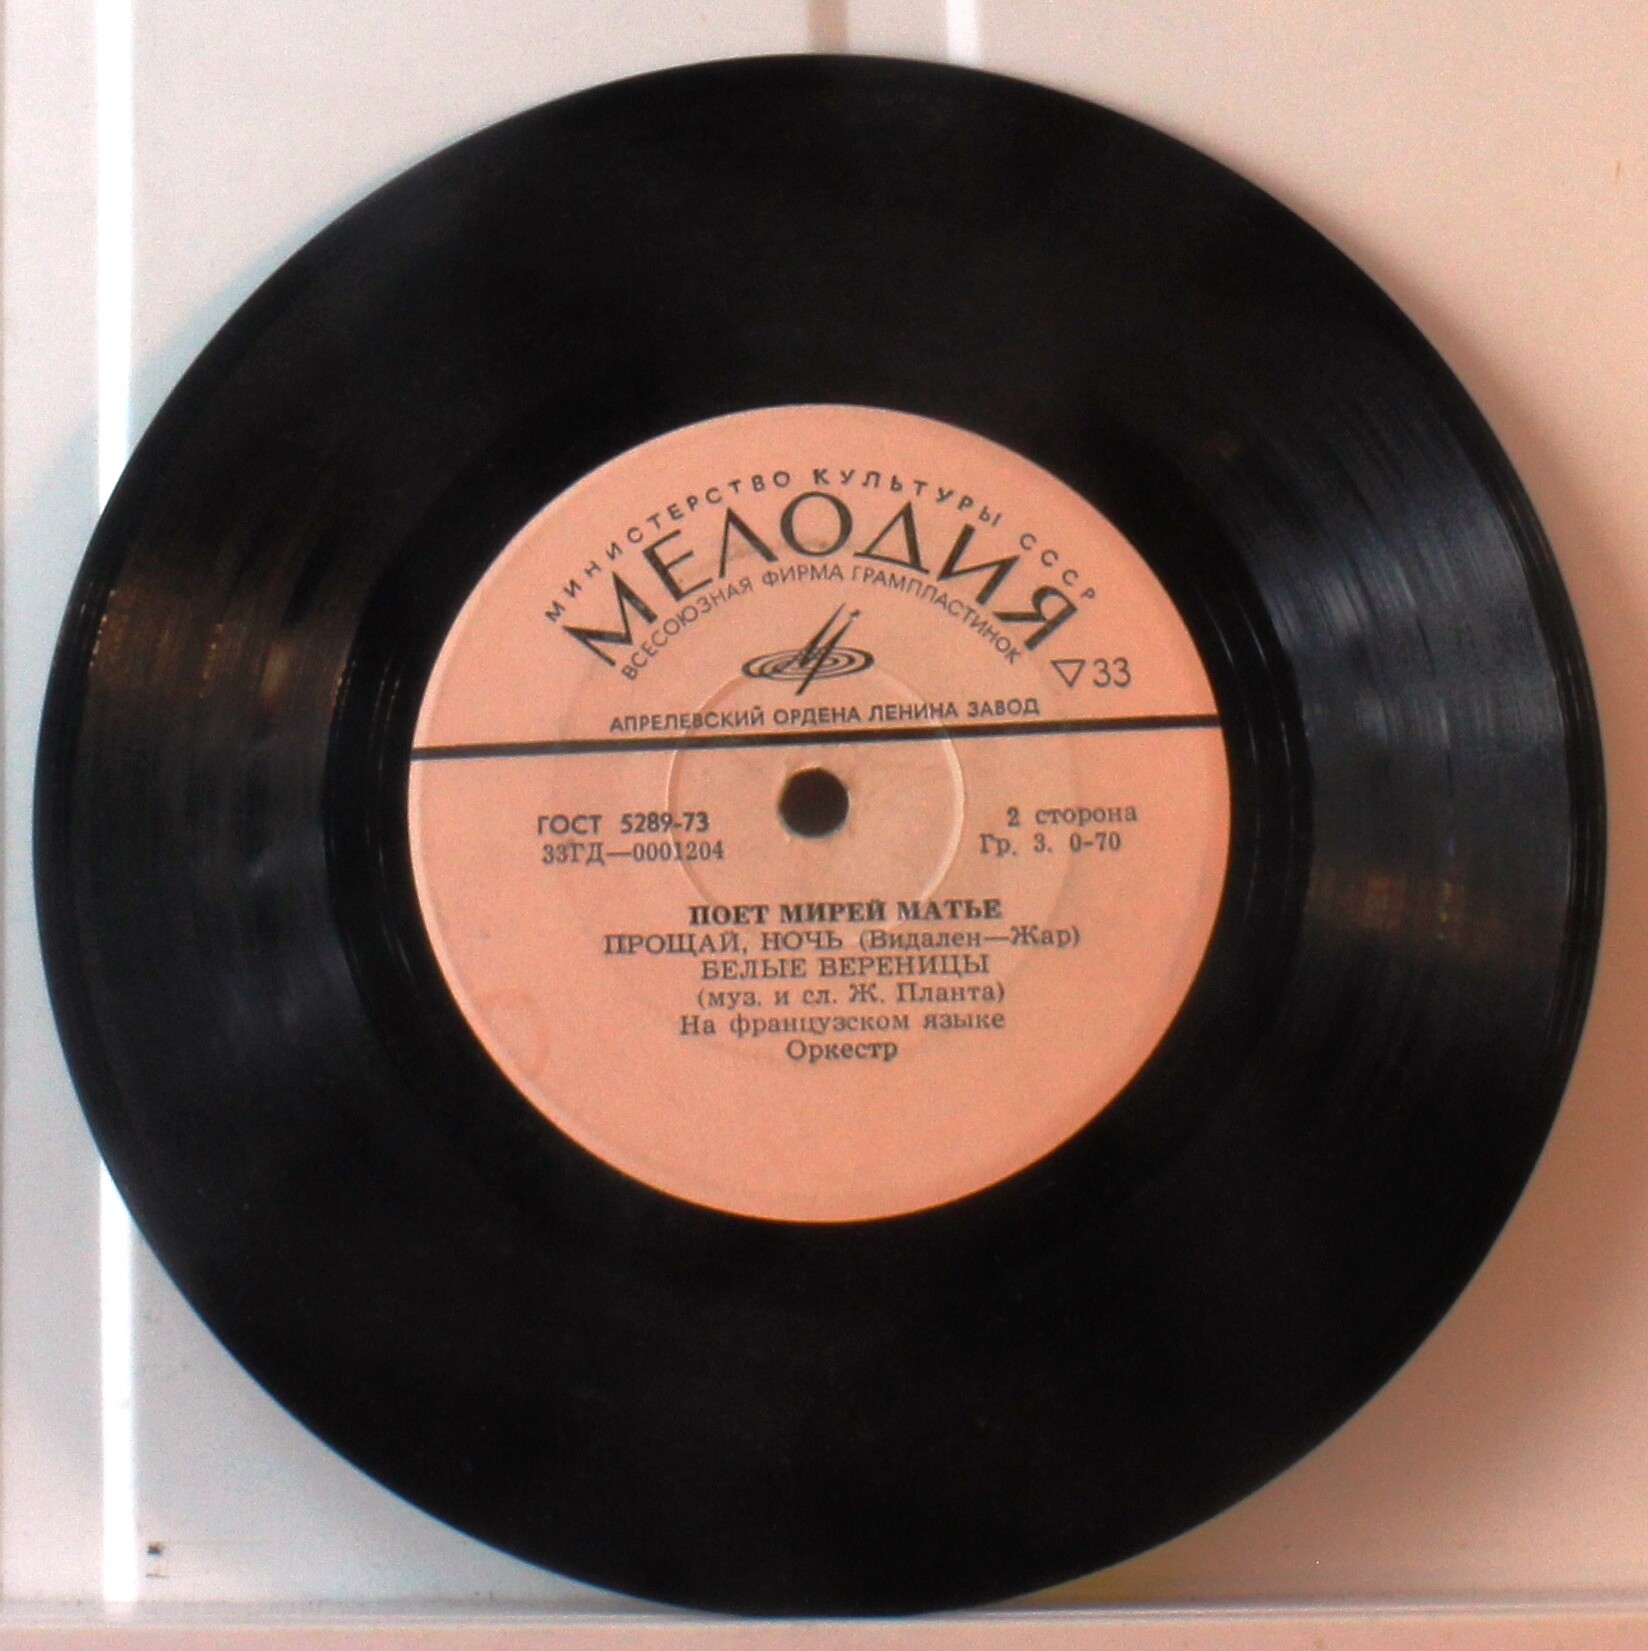 МИНИСТЕРСТВО КУЛЬТУРЫ СССР
МЕЛОДИЯ
ВСЕСОЮЗНАЯ ФИРМА ГРАМПЛАСТИНОК
▽33
АПРЕЛЕВСКИЙ ОРДЕНА ЛЕНИНА ЗАВОД
ГОСТ 5289-73
2 сторона
33ГД—0001204
Гр. 3. 0-70
ПОЕТ МИРЕЙ МАТЬЕ
ПРОЩАЙ, НОЧЬ (Видален—Жар)
БЕЛЫЕ ВЕРЕНИЦЫ
(муз. и сл. Ж. Планта)
На французском языке
Оркестр